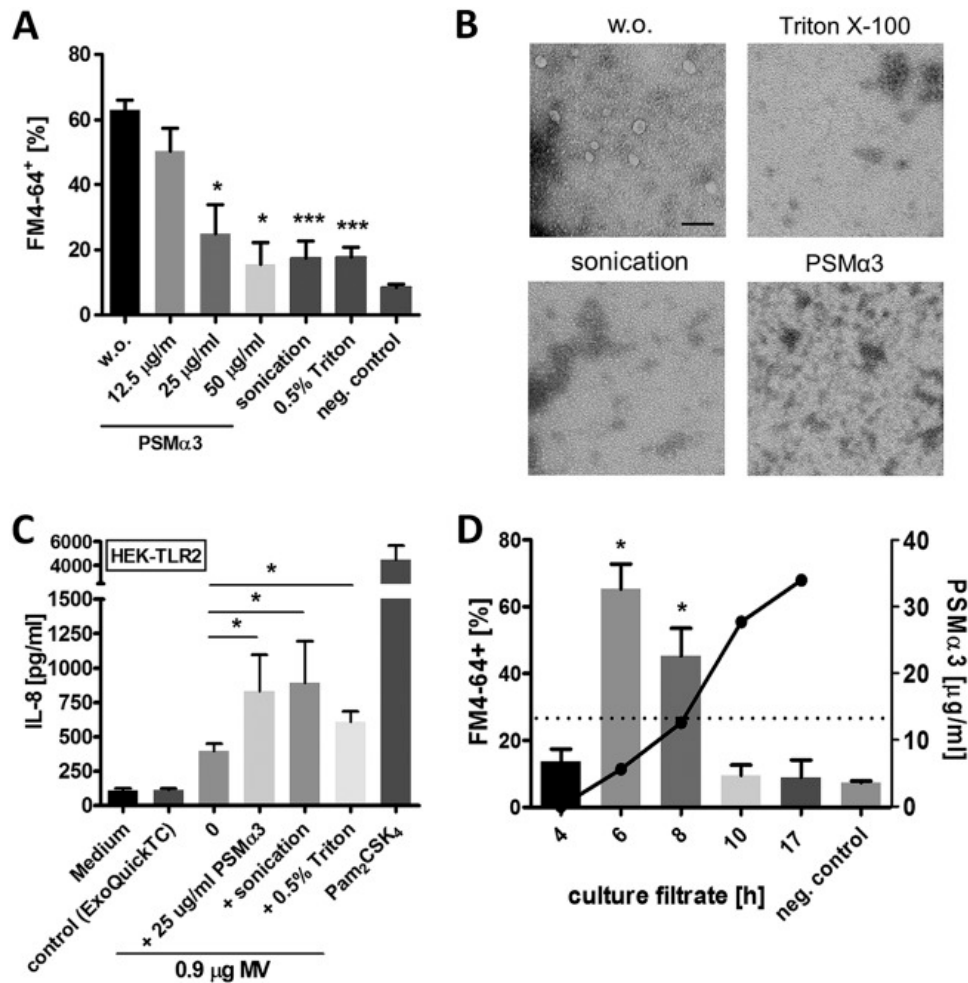 A
FM4-64⁺ [%]
80
60
40
20
0
*
*
***
***
w.o.
12.5 µg/m
25 µg/ml
50 µg/ml
sonication
0.5% Triton
neg. control
PSMα3
B
w.o.
Triton X-100
sonication
PSMα3
C
HEK-TLR2
IL-8 [pg/ml]
6000
4000
1500
1250
1000
750
500
250
0
*
*
*
Medium
control (ExoQuickTC)
0
+ 25 ug/ml PSMα3
+ sonication
+ 0.5% Triton
Pam₂CSK₄
0.9 µg MV
D
FM4-64+ [%]
80
60
40
20
0
*
*
40
30
20
10
0
PSMα3 [µg/ml]
4
6
8
10
17
neg. control
culture filtrate [h]